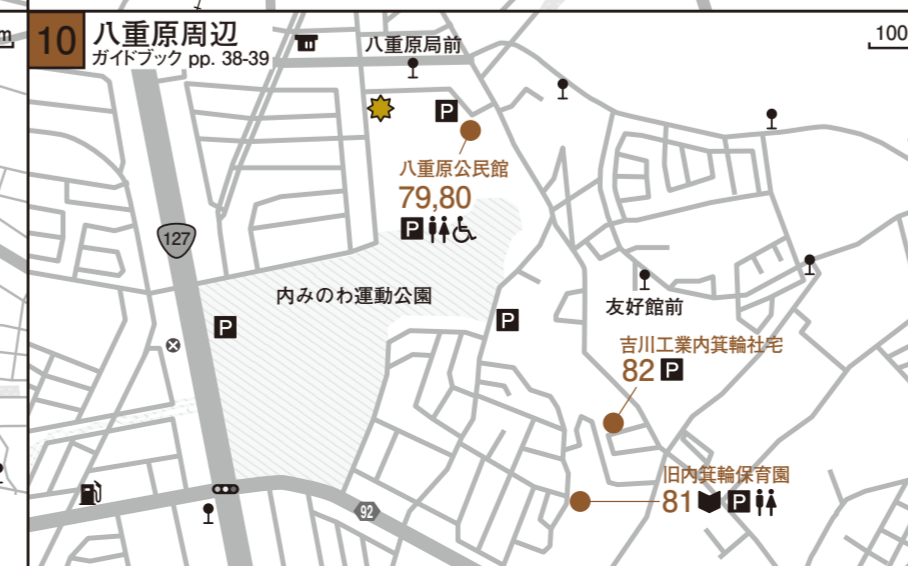 m
10
八重原周辺
ガイドブック pp. 38-39
八重原局前
100
P
八重原公民館
79,80
P
127
内みのわ運動公園
P
P
友好館前
吉川工業内箕輪社宅
82 P
旧内箕輪保育園
81 P
92